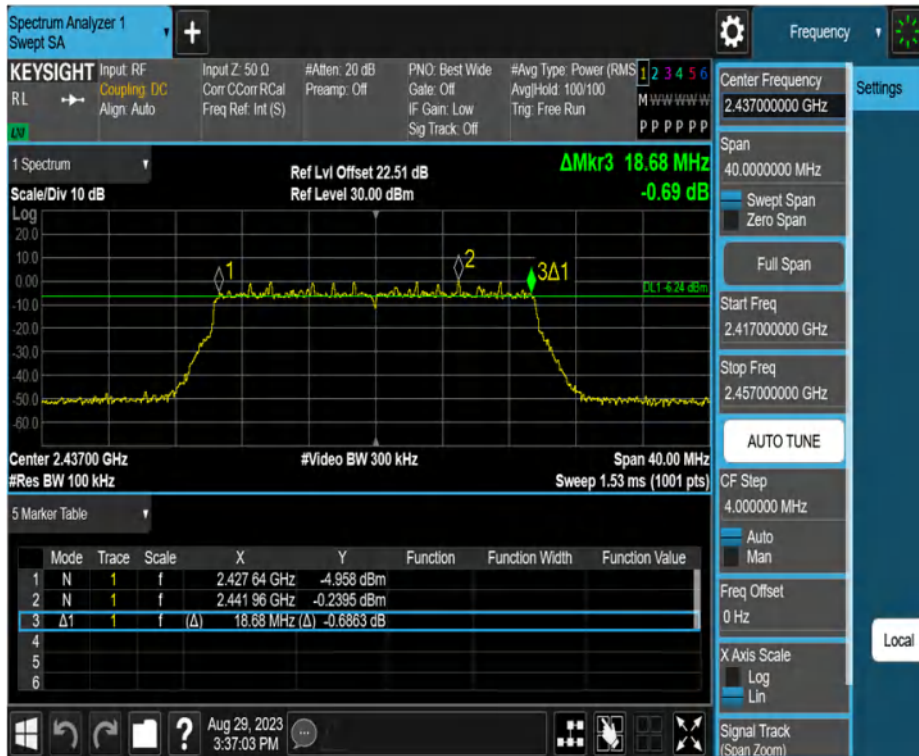 Spectrum Analyzer 1
Swept SA
+
Frequency
KEYSIGHT
RL
Input: RF
Coupling: DC
Align: Auto
Input Z: 50 Ω
Corr CCorr RCal
Freq Ref: Int (S)
#Atten: 20 dB
Preamp: Off
PNO: Best Wide
Gate: Off
IF Gain: Low
Sig Track: Off
#Avg Type: Power (RMS
Avg|Hold: 100/100
Trig: Free Run
1 2 3 4 5 6
M W W W W W
P P P P P P
Center Frequency
2.437000000 GHz
Settings
1 Spectrum
Scale/Div 10 dB
Ref Lvl Offset 22.51 dB
Ref Level 30.00 dBm
ΔMkr3 18.68 MHz
-0.69 dB
Log
20.0
10.0
0.00
-10.0
-20.0
-30.0
-40.0
-50.0
-60.0
1
2
3Δ1
DL1 -6.24 dBm
Center 2.43700 GHz
#Video BW 300 kHz
Span 40.00 MHz
#Res BW 100 kHz
Sweep 1.53 ms (1001 pts)
Span
40.0000000 MHz
Swept Span
Zero Span
Full Span
Start Freq
2.417000000 GHz
Stop Freq
2.457000000 GHz
AUTO TUNE
CF Step
4.000000 MHz
Auto
Man
Freq Offset
0 Hz
X Axis Scale
Log
Lin
Signal Track
(Span Zoom)
Local
5 Marker Table
Mode Trace Scale X Y Function Function Width Function Value
1 N 1 f 2.427 64 GHz -4.958 dBm
2 N 1 f 2.441 96 GHz -0.2395 dBm
3 Δ1 1 f (Δ) 18.68 MHz (Δ) -0.6863 dB
4
5
6
?
Aug 29, 2023
3:37:03 PM